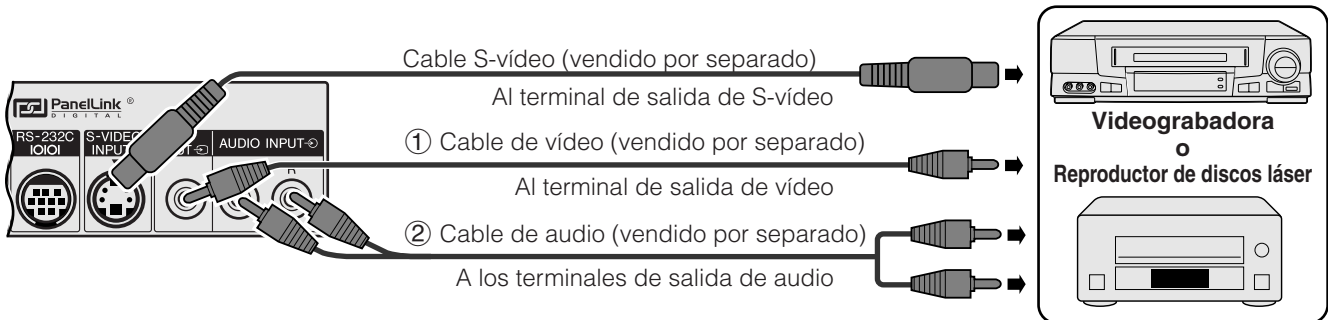 Cable S-vídeo (vendido por separado)
Al terminal de salida de S-vídeo
PanelLink ®
DIGITAL
RS-232C
IOIOI
S-VIDEO
INPUT
AUDIO INPUT
R
① Cable de vídeo (vendido por separado)
Al terminal de salida de vídeo
② Cable de audio (vendido por separado)
A los terminales de salida de audio
Videograbadora
o
Reproductor de discos láser